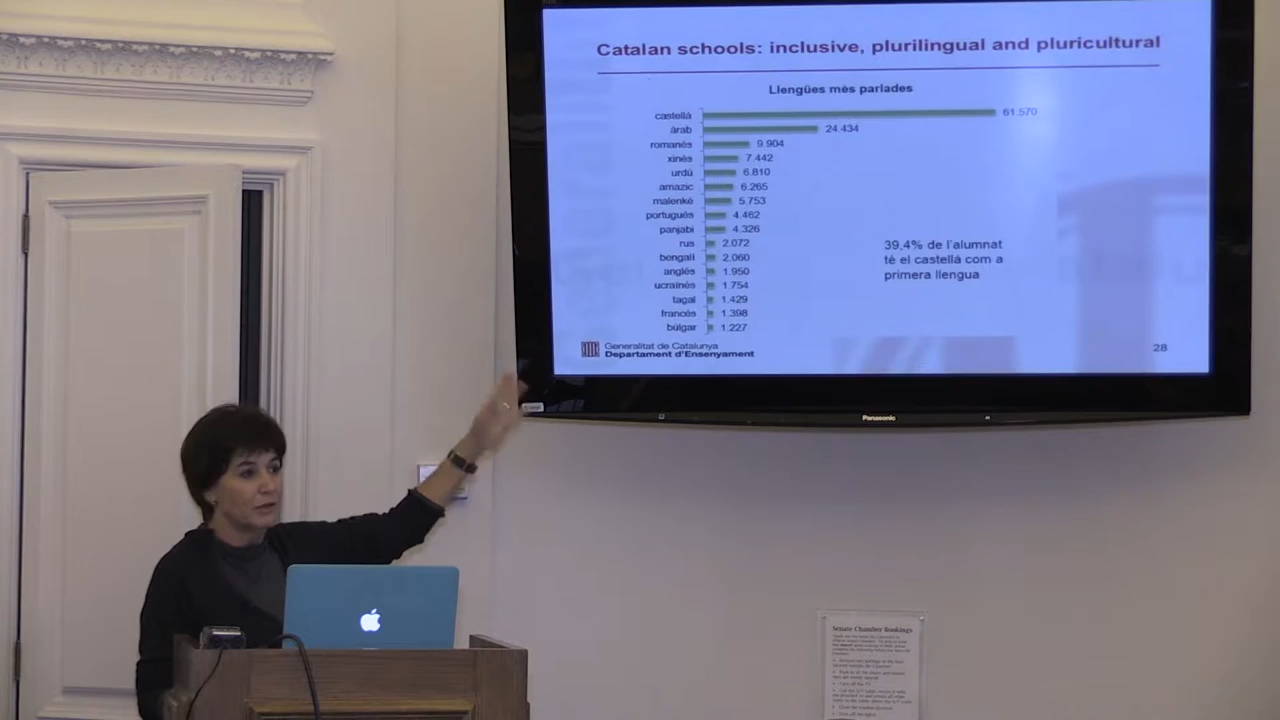 Catalan schools: inclusive, plurilingual and pluricultural
Llengües més parlades
castellà 61.570
àrab 24.434
romanès 9.904
xinès 7.442
urdú 6.810
amazic 6.265
malenké 5.753
portuguès 4.462
panjabi 4.326
rus 2.072
bengalí 2.060
anglès 1.950
ucraïnès 1.754
tagal 1.429
francès 1.398
búlgar 1.227
39,4% de l'alumnat
té el castellà com a
primera llengua
Generalitat de Catalunya
Departament d'Ensenyament
28
Panasonic
Senate Chamber Bookings